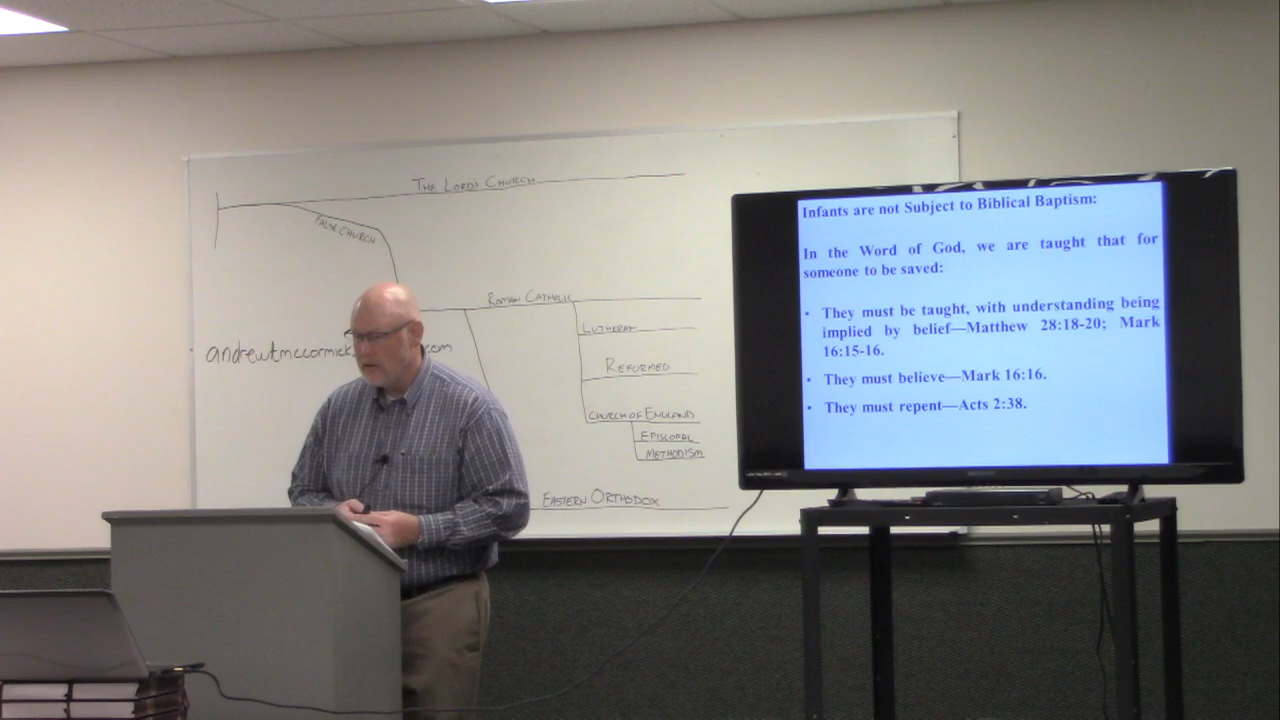 THE LORD'S CHURCH
FALSE CHURCH
ROMAN CATHOLIC
LUTHERAN
REFORMED
CHURCH OF ENGLAND
EPISCOPAL
METHODISM
EASTERN ORTHODOX
andrewtmccormick
com
Infants are not Subject to Biblical Baptism:
In the Word of God, we are taught that for
someone to be saved:
• They must be taught, with understanding being
implied by belief—Matthew 28:18-20; Mark
16:15-16.
• They must believe—Mark 16:16.
• They must repent—Acts 2:38.